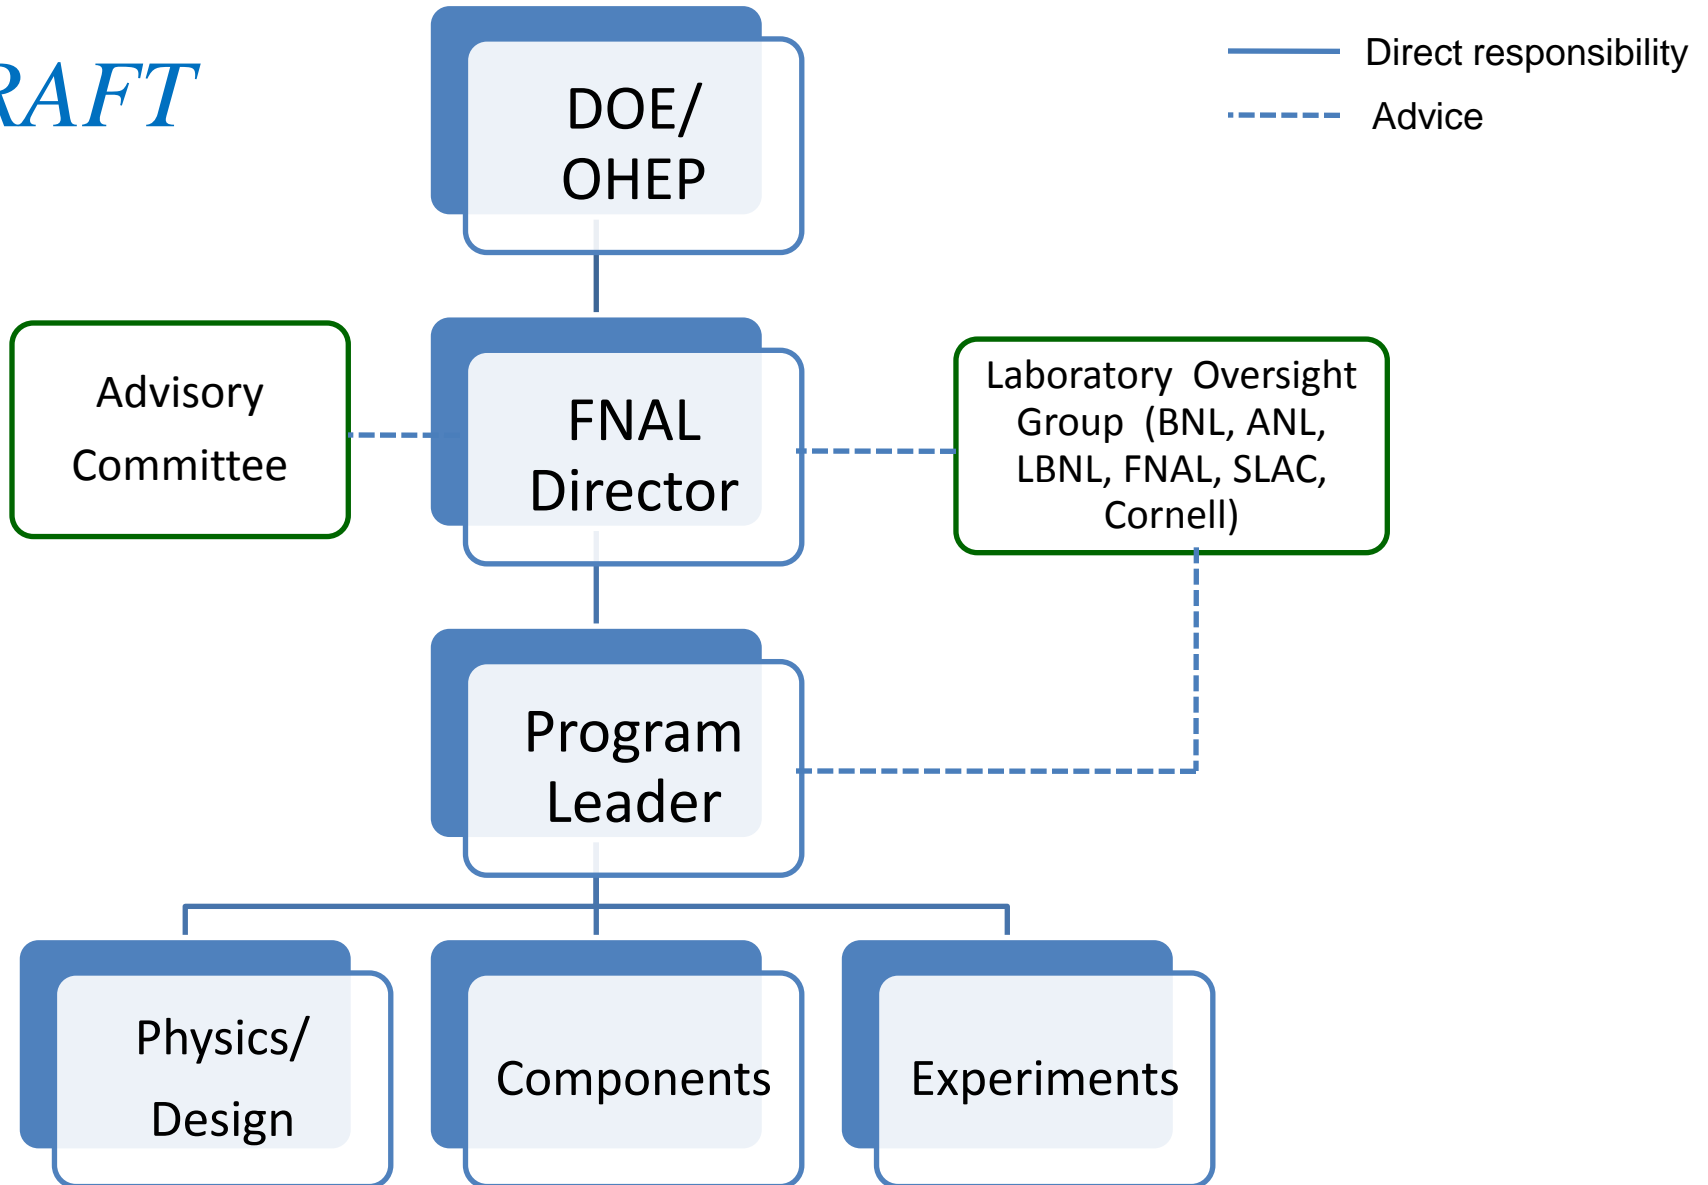 RAFT
DOE/
OHEP
Direct responsibility
Advice
Advisory
Committee
FNAL
Director
Laboratory Oversight
Group (BNL, ANL,
LBNL, FNAL, SLAC,
Cornell)
Program
Leader
Physics/
Design
Components
Experiments